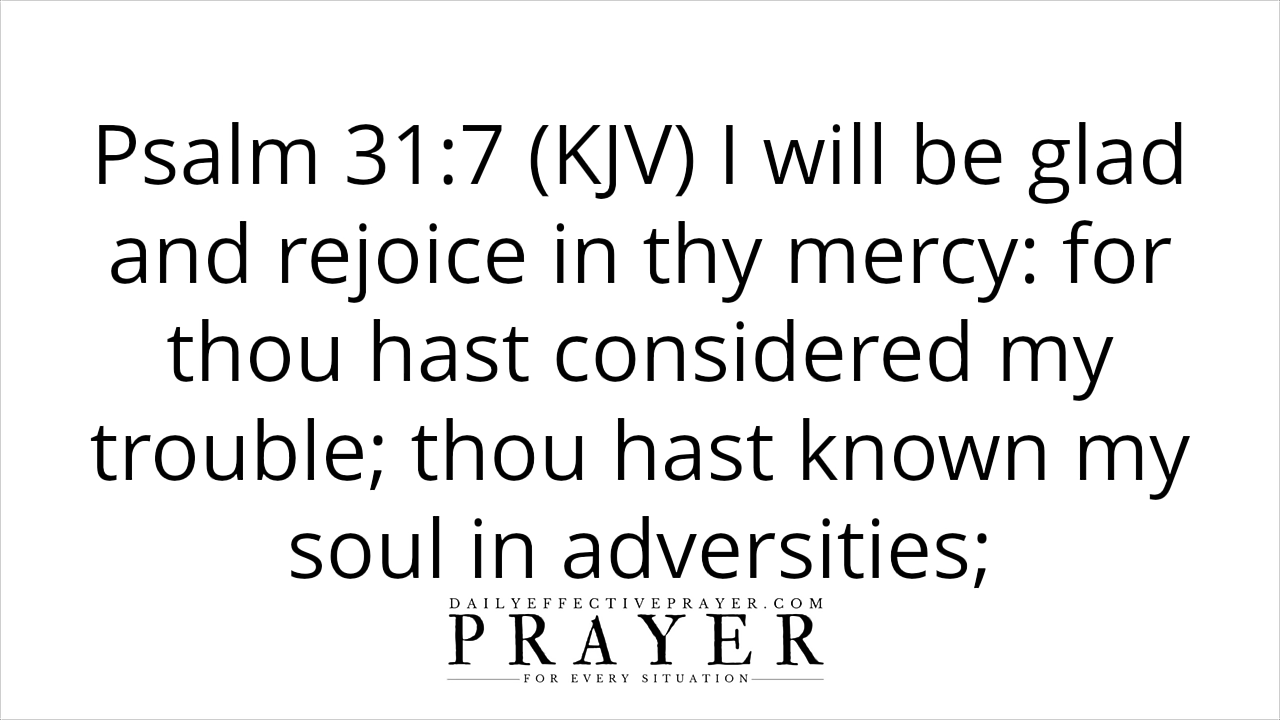 Psalm 31:7 (KJV) I will be glad
and rejoice in thy mercy: for
thou hast considered my
trouble; thou hast known my
soul in adversities;
DAILYEFFECTIVEPRAYER.COM
PRAYER
FOR EVERY SITUATION